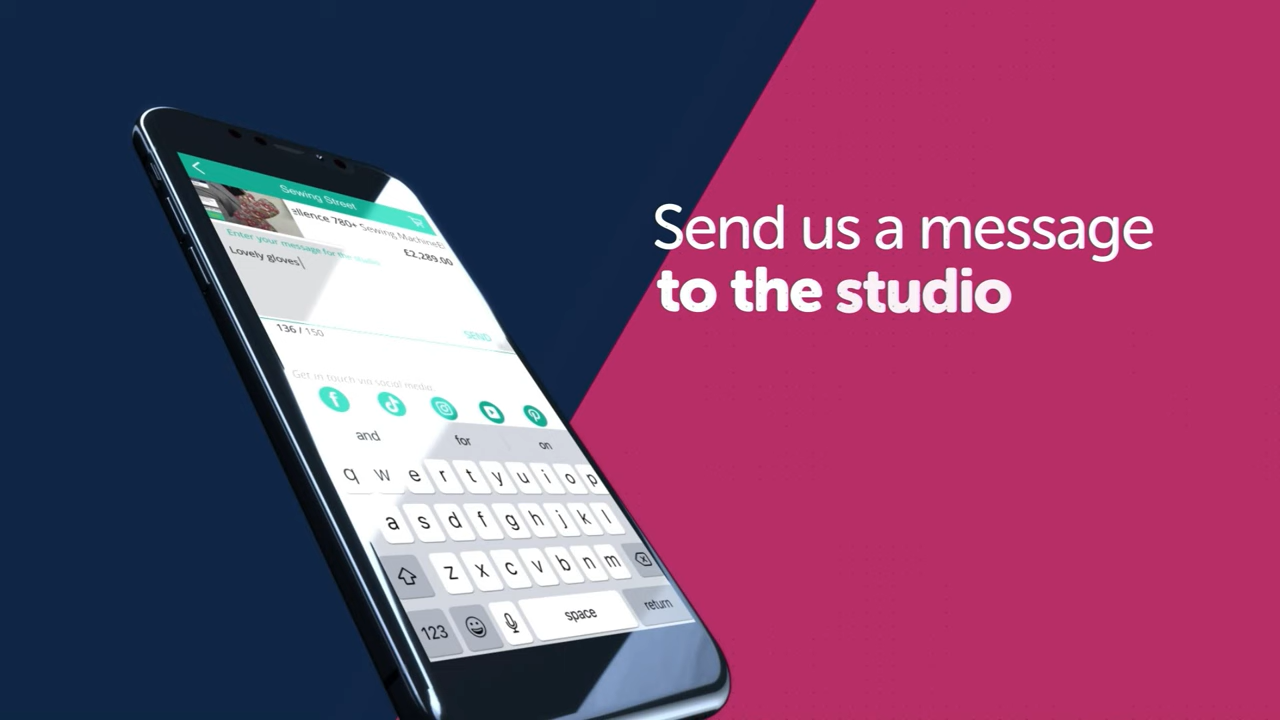 Sewing Street
ellence 780+ Sewing MachineE
£2,289.00
Enter your message for the studio
Lovely gloves
136 / 150
SEND
Get in touch via social media
and for on
q w e r t y u i o p
a s d f g h j k l
z x c v b n m
123 space return
Send us a message
to the studio